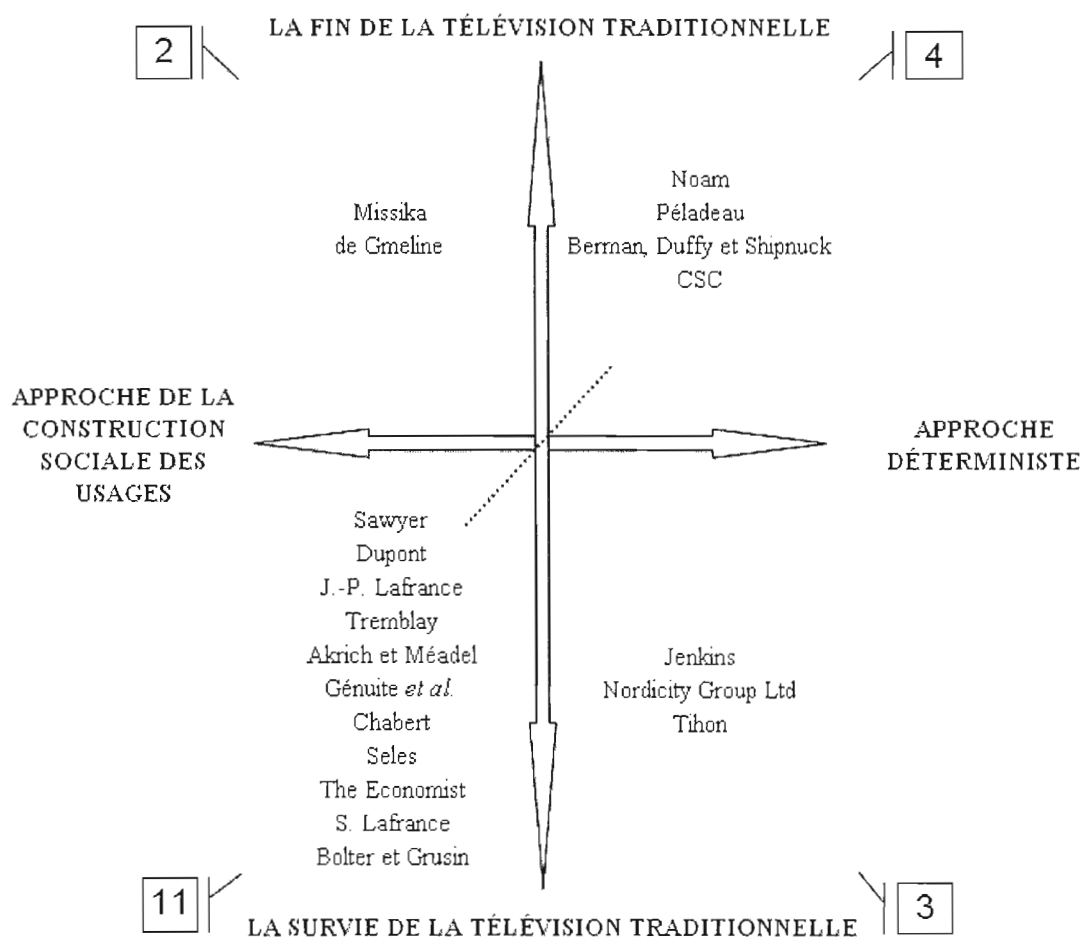 LA FIN DE LA TÉLÉVISION TRADITIONNELLE
2
4
Missika
de Gmeline
Noam
Péladeau
Berman, Duffy et Shipnuck
CSC
APPROCHE DE LA
CONSTRUCTION
SOCIALE DES
USAGES
APPROCHE
DÉTERMINISTE
Sawyer
Dupont
J.-P. Lafrance
Tremblay
Akrich et Méadel
Génuite et al.
Chabert
Seles
The Economist
S. Lafrance
Bolter et Grusin
Jenkins
Nordicity Group Ltd
Tihon
11
3
LA SURVIE DE LA TÉLÉVISION TRADITIONNELLE